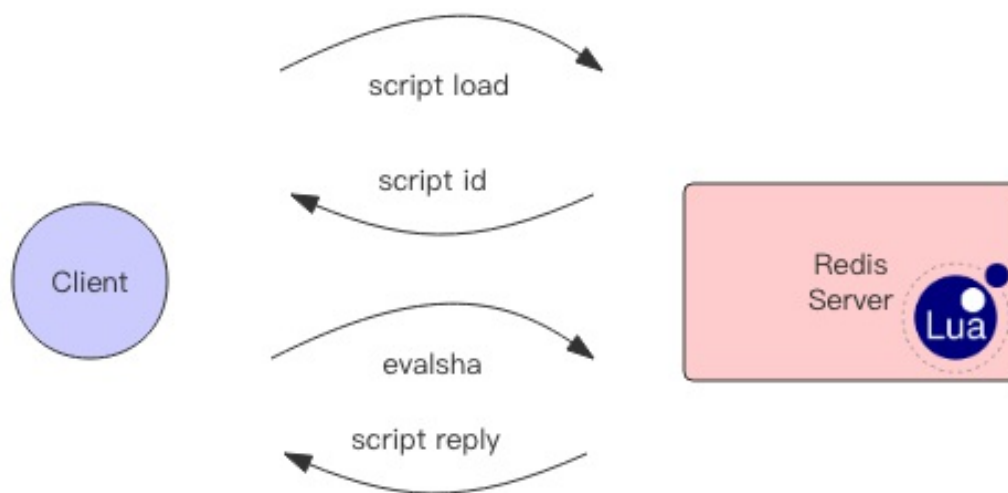 script load
script id
Client
evalsha
script reply
Redis
Server
Lua